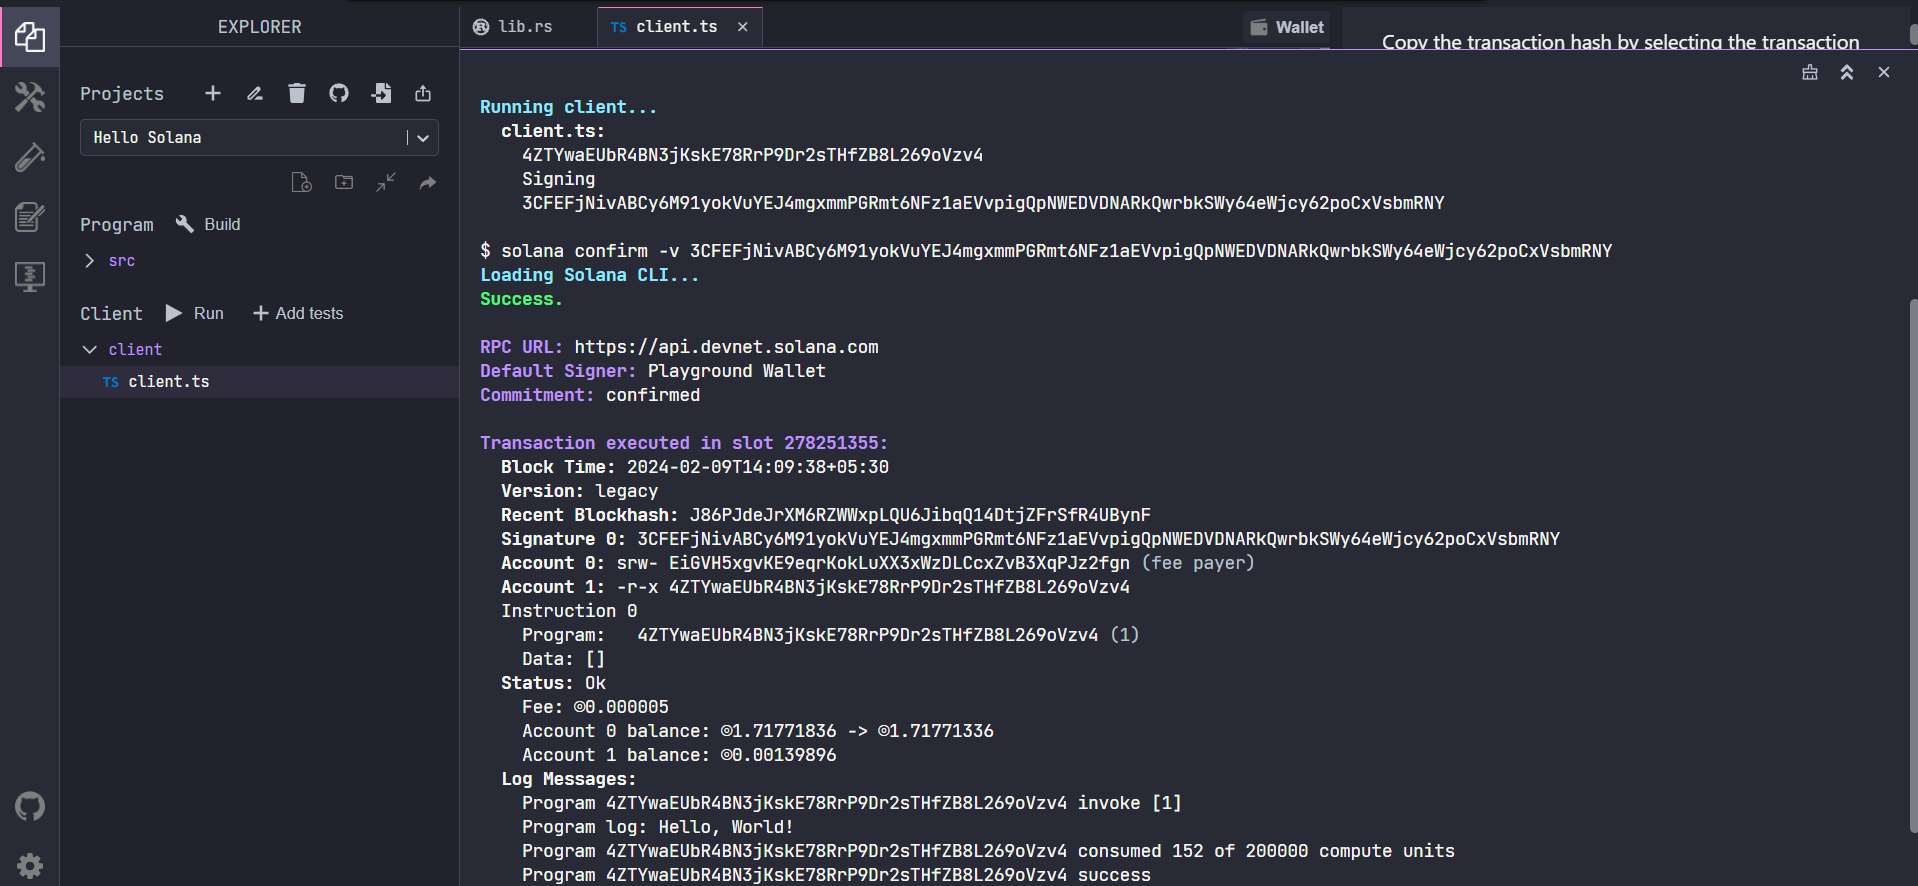 EXPLORER
lib.rs
TS client.ts
Wallet
Copy the transaction hash by selecting the transaction
Projects
Hello Solana
Program Build
src
Client Run Add tests
client
TS client.ts
Running client...
client.ts:
4ZTYwaEUbR4BN3jKskE78RrP9Dr2sTHfZB8L269oVzv4
Signing
3CFEFjNivABCy6M91yokVuYEJ4mgxmmPGRmt6NFz1aEVvpigQpNWEDVDNARkQwrbkSWy64eWjcy62poCxVsbmRNY
$ solana confirm -v 3CFEFjNivABCy6M91yokVuYEJ4mgxmmPGRmt6NFz1aEVvpigQpNWEDVDNARkQwrbkSWy64eWjcy62poCxVsbmRNY
Loading Solana CLI...
Success.
RPC URL: https://api.devnet.solana.com
Default Signer: Playground Wallet
Commitment: confirmed
Transaction executed in slot 278251355:
Block Time: 2024-02-09T14:09:38+05:30
Version: legacy
Recent Blockhash: J86PJdeJrXM6RZWWxpLQU6JibqQ14DtjZFrSfR4UBynF
Signature 0: 3CFEFjNivABCy6M91yokVuYEJ4mgxmmPGRmt6NFz1aEVvpigQpNWEDVDNARkQwrbkSWy64eWjcy62poCxVsbmRNY
Account 0: srw- EiGVH5xgvKE9eqrKokLuXX3xWzDLCcxZvB3XqPJz2fgn (fee payer)
Account 1: -r-x 4ZTYwaEUbR4BN3jKskE78RrP9Dr2sTHfZB8L269oVzv4
Instruction 0
Program: 4ZTYwaEUbR4BN3jKskE78RrP9Dr2sTHfZB8L269oVzv4 (1)
Data: []
Status: Ok
Fee: ◎0.000005
Account 0 balance: ◎1.71771836 -> ◎1.71771336
Account 1 balance: ◎0.00139896
Log Messages:
Program 4ZTYwaEUbR4BN3jKskE78RrP9Dr2sTHfZB8L269oVzv4 invoke [1]
Program log: Hello, World!
Program 4ZTYwaEUbR4BN3jKskE78RrP9Dr2sTHfZB8L269oVzv4 consumed 152 of 200000 compute units
Program 4ZTYwaEUbR4BN3jKskE78RrP9Dr2sTHfZB8L269oVzv4 success